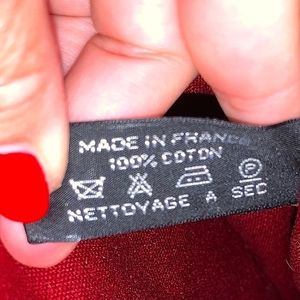 MADE IN FRANCE
100% COTON
P
NETTOYAGE A SEC